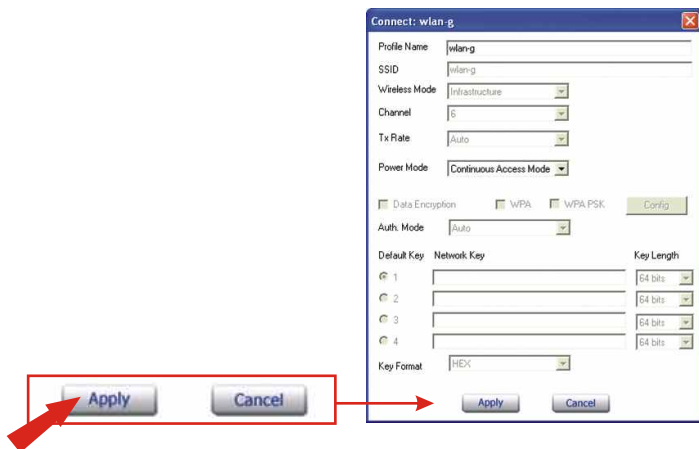 Connect: wlan-g
Profile Name wlan-g
SSID wlan-g
Wireless Mode Infrastructure
Channel 6
Tx Rate Auto
Power Mode Continuous Access Mode
Data Encryption WPA WPA PSK Config
Auth. Mode Auto
Default Key Network Key Key Length
1 64 bits
2 64 bits
3 64 bits
4 64 bits
Key Format HEX
Apply Cancel
Apply Cancel